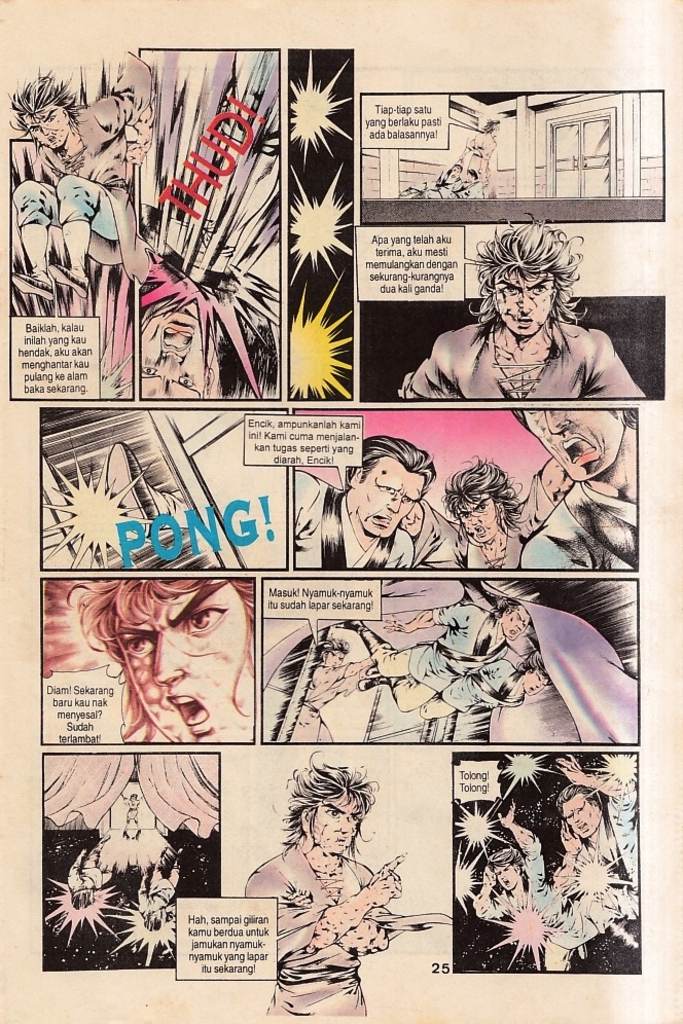 THUD!
Baiklah, kalau
inilah yang kau
hendak, aku akan
menghantar kau
pulang ke alam
baka sekarang.
Tiap-tiap satu
yang berlaku pasti
ada balasannya!
Apa yang telah aku
terima, aku mesti
memulangkan dengan
sekurang-kurangnya
dua kali ganda!
PONG!
Encik, ampunkanlah kami
ini! Kami cuma menjalan-
kan tugas seperti yang
diarah, Encik!
Diam! Sekarang
baru kau nak
menyesal?
Sudah
terlambat!
Masuk! Nyamuk-nyamuk
itu sudah lapar sekarang!
Hah, sampai giliran
kamu berdua untuk
jamukan nyamuk-
nyamuk yang lapar
itu sekarang!
Tolong!
Tolong!
25